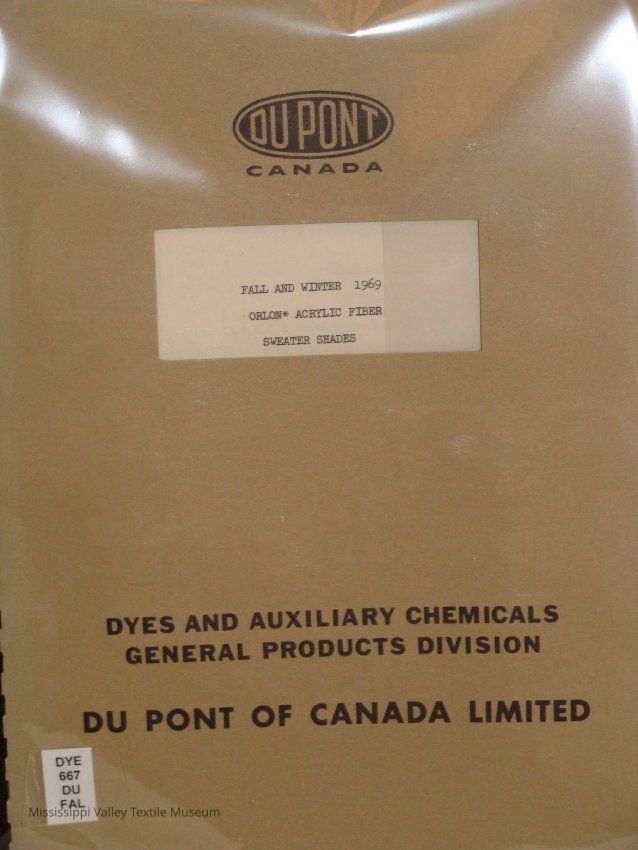 DU PONT
CANADA
FALL AND WINTER 1969
ORLON* ACRYLIC FIBER
SWEATER SHADES
DYES AND AUXILIARY CHEMICALS
GENERAL PRODUCTS DIVISION
DU PONT OF CANADA LIMITED
DYE
667
DU
FAL
Mississippi Valley Textile Museum